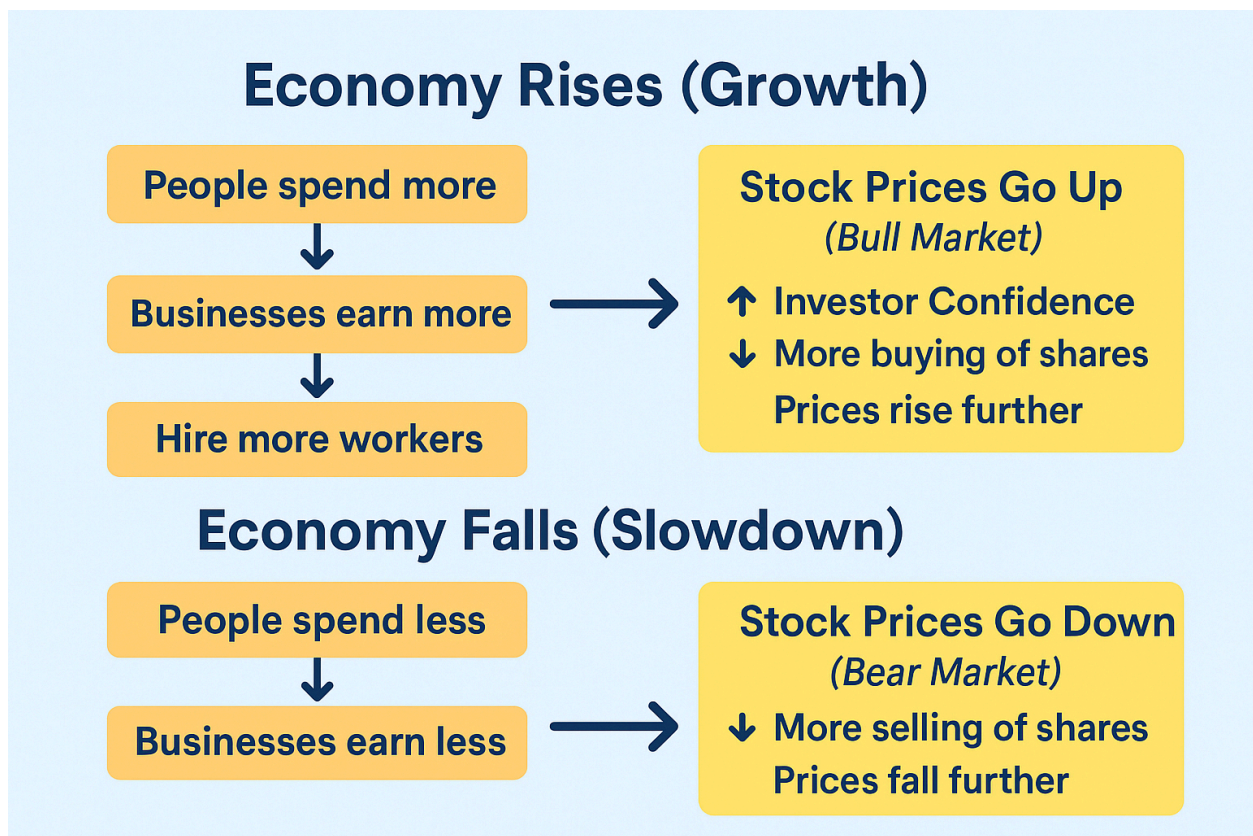 Economy Rises (Growth)
People spend more
Businesses earn more
Hire more workers
Stock Prices Go Up
(Bull Market)
↑ Investor Confidence
↓ More buying of shares
Prices rise further
Economy Falls (Slowdown)
People spend less
Businesses earn less
Stock Prices Go Down
(Bear Market)
↓ More selling of shares
Prices fall further